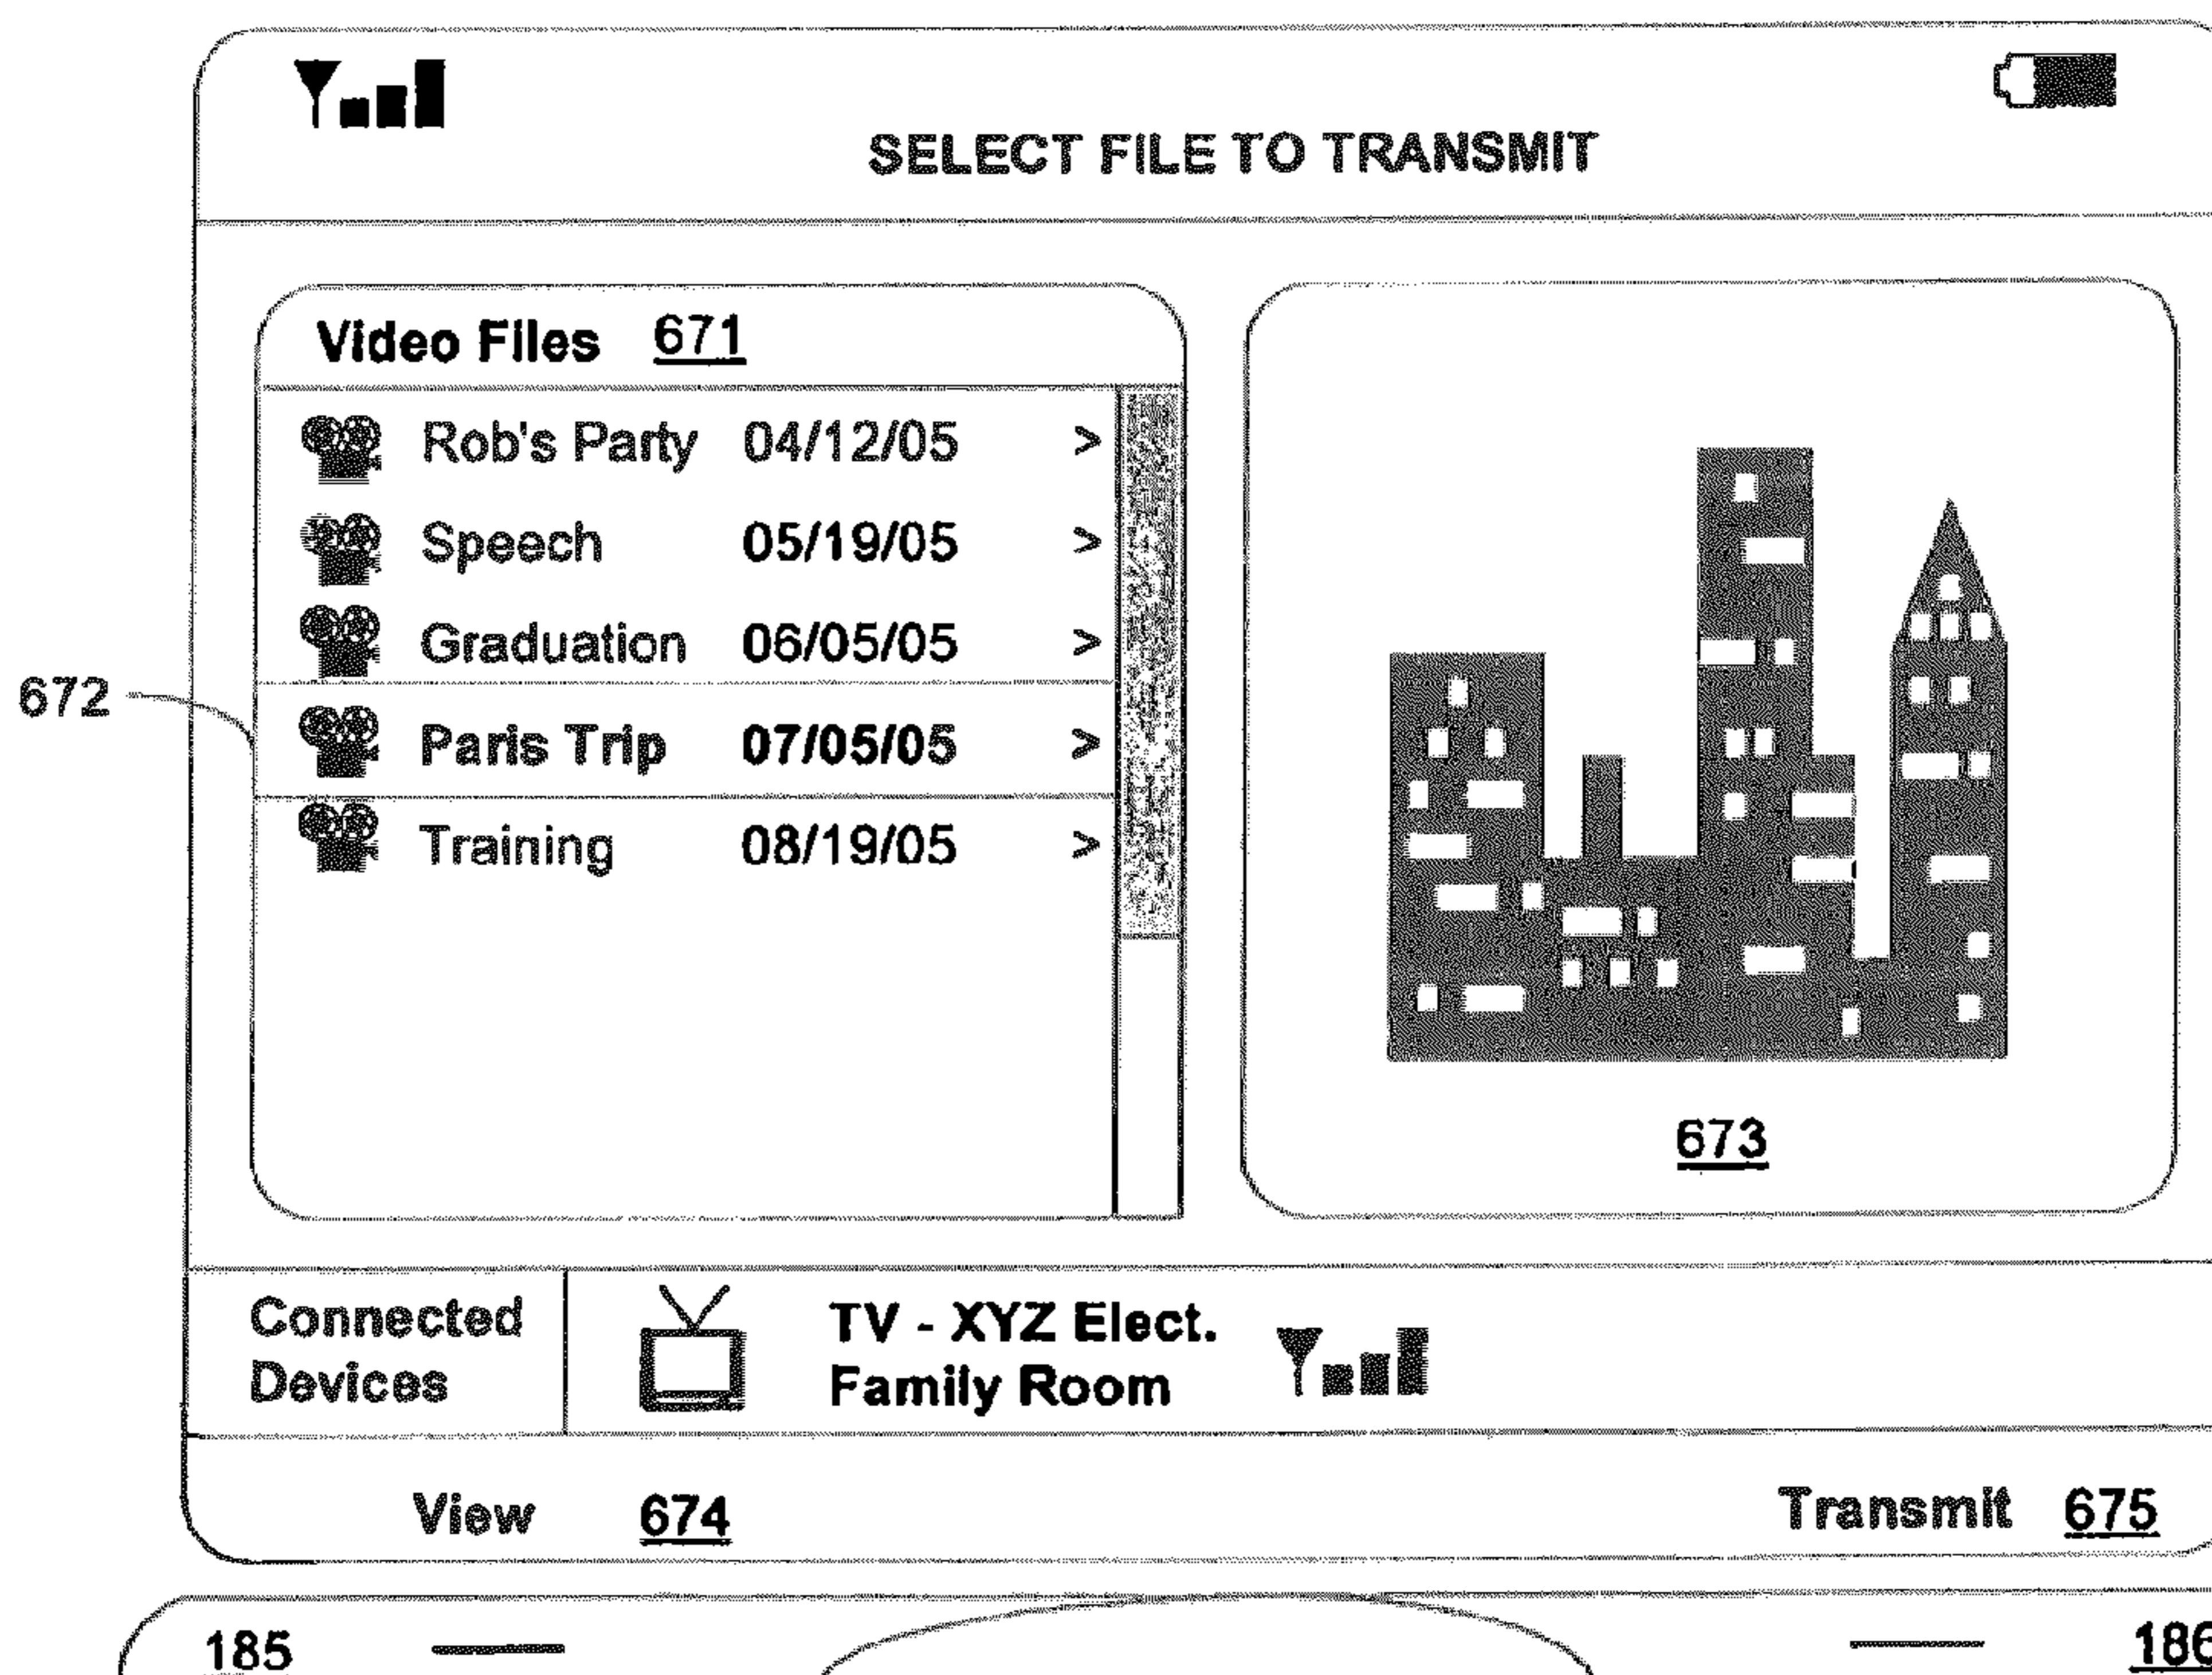 SELECT FILE TO TRANSMIT
Video Files 671
Rob's Party 04/12/05 >
Speech 05/19/05 >
Graduation 06/05/05 >
672
Paris Trip 07/05/05 >
Training 08/19/05 >
673
Connected Devices
TV - XYZ Elect.
Family Room
View 674
Transmit 675
185
186